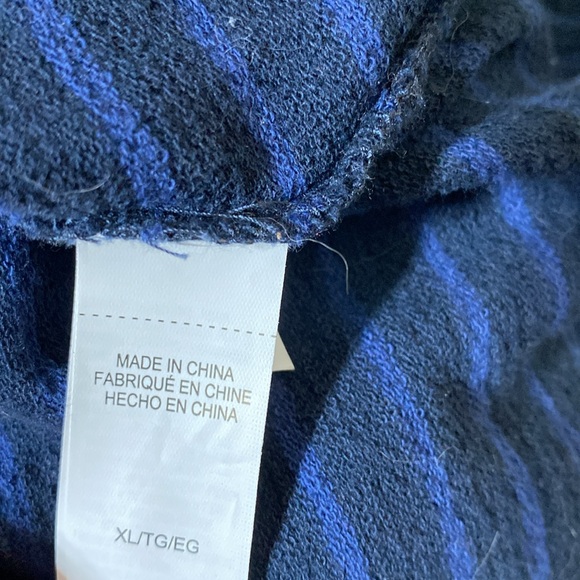 MADE IN CHINA
FABRIQUÉ EN CHINE
HECHO EN CHINA
XL/TG/EG